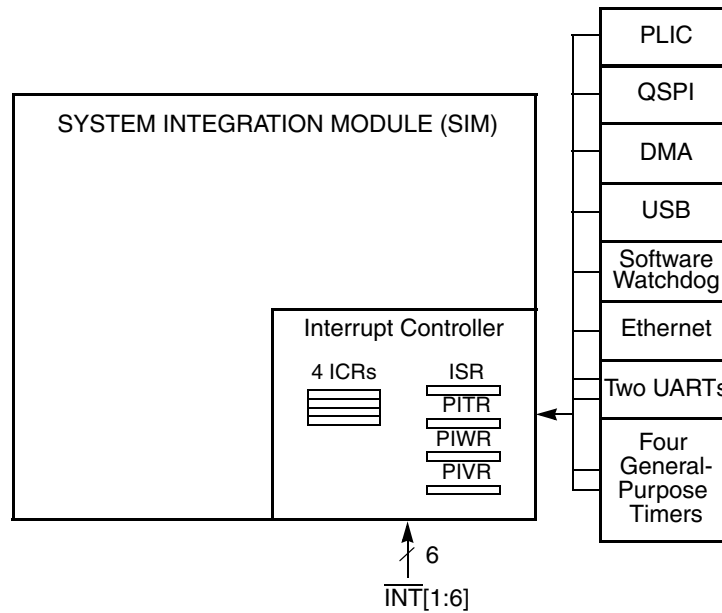 SYSTEM INTEGRATION MODULE (SIM)
Interrupt Controller
4 ICRs
ISR
PITR
PIWR
PIVR
6
INT[1:6]
PLIC
QSPI
DMA
USB
Software
Watchdog
Ethernet
Two UARTs
Four
General-
Purpose
Timers